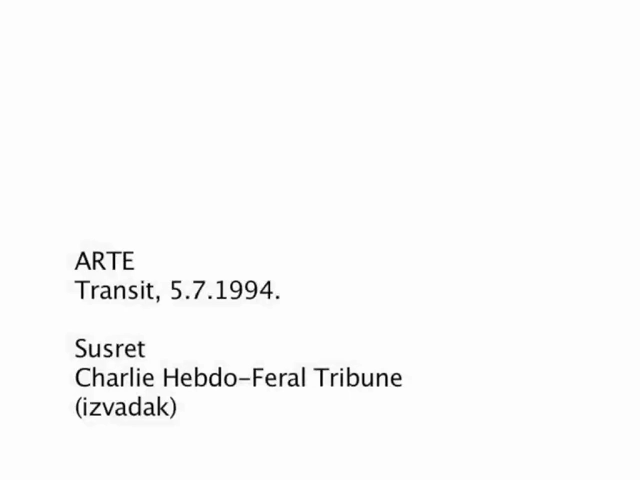 ARTE
Transit, 5.7.1994.
Susret
Charlie Hebdo–Feral Tribune
(izvadak)